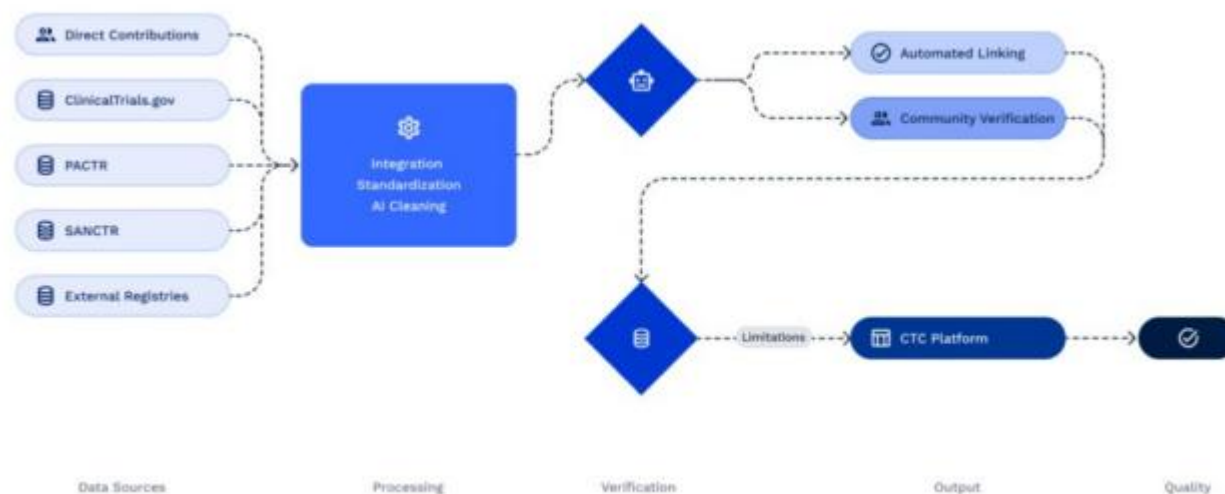 Direct Contributions
ClinicalTrials.gov
PACTR
SANCTR
External Registries
Integration
Standardization
AI Cleaning
Automated Linking
Community Verification
Limitations
CTC Platform
Data Sources
Processing
Verification
Output
Quality